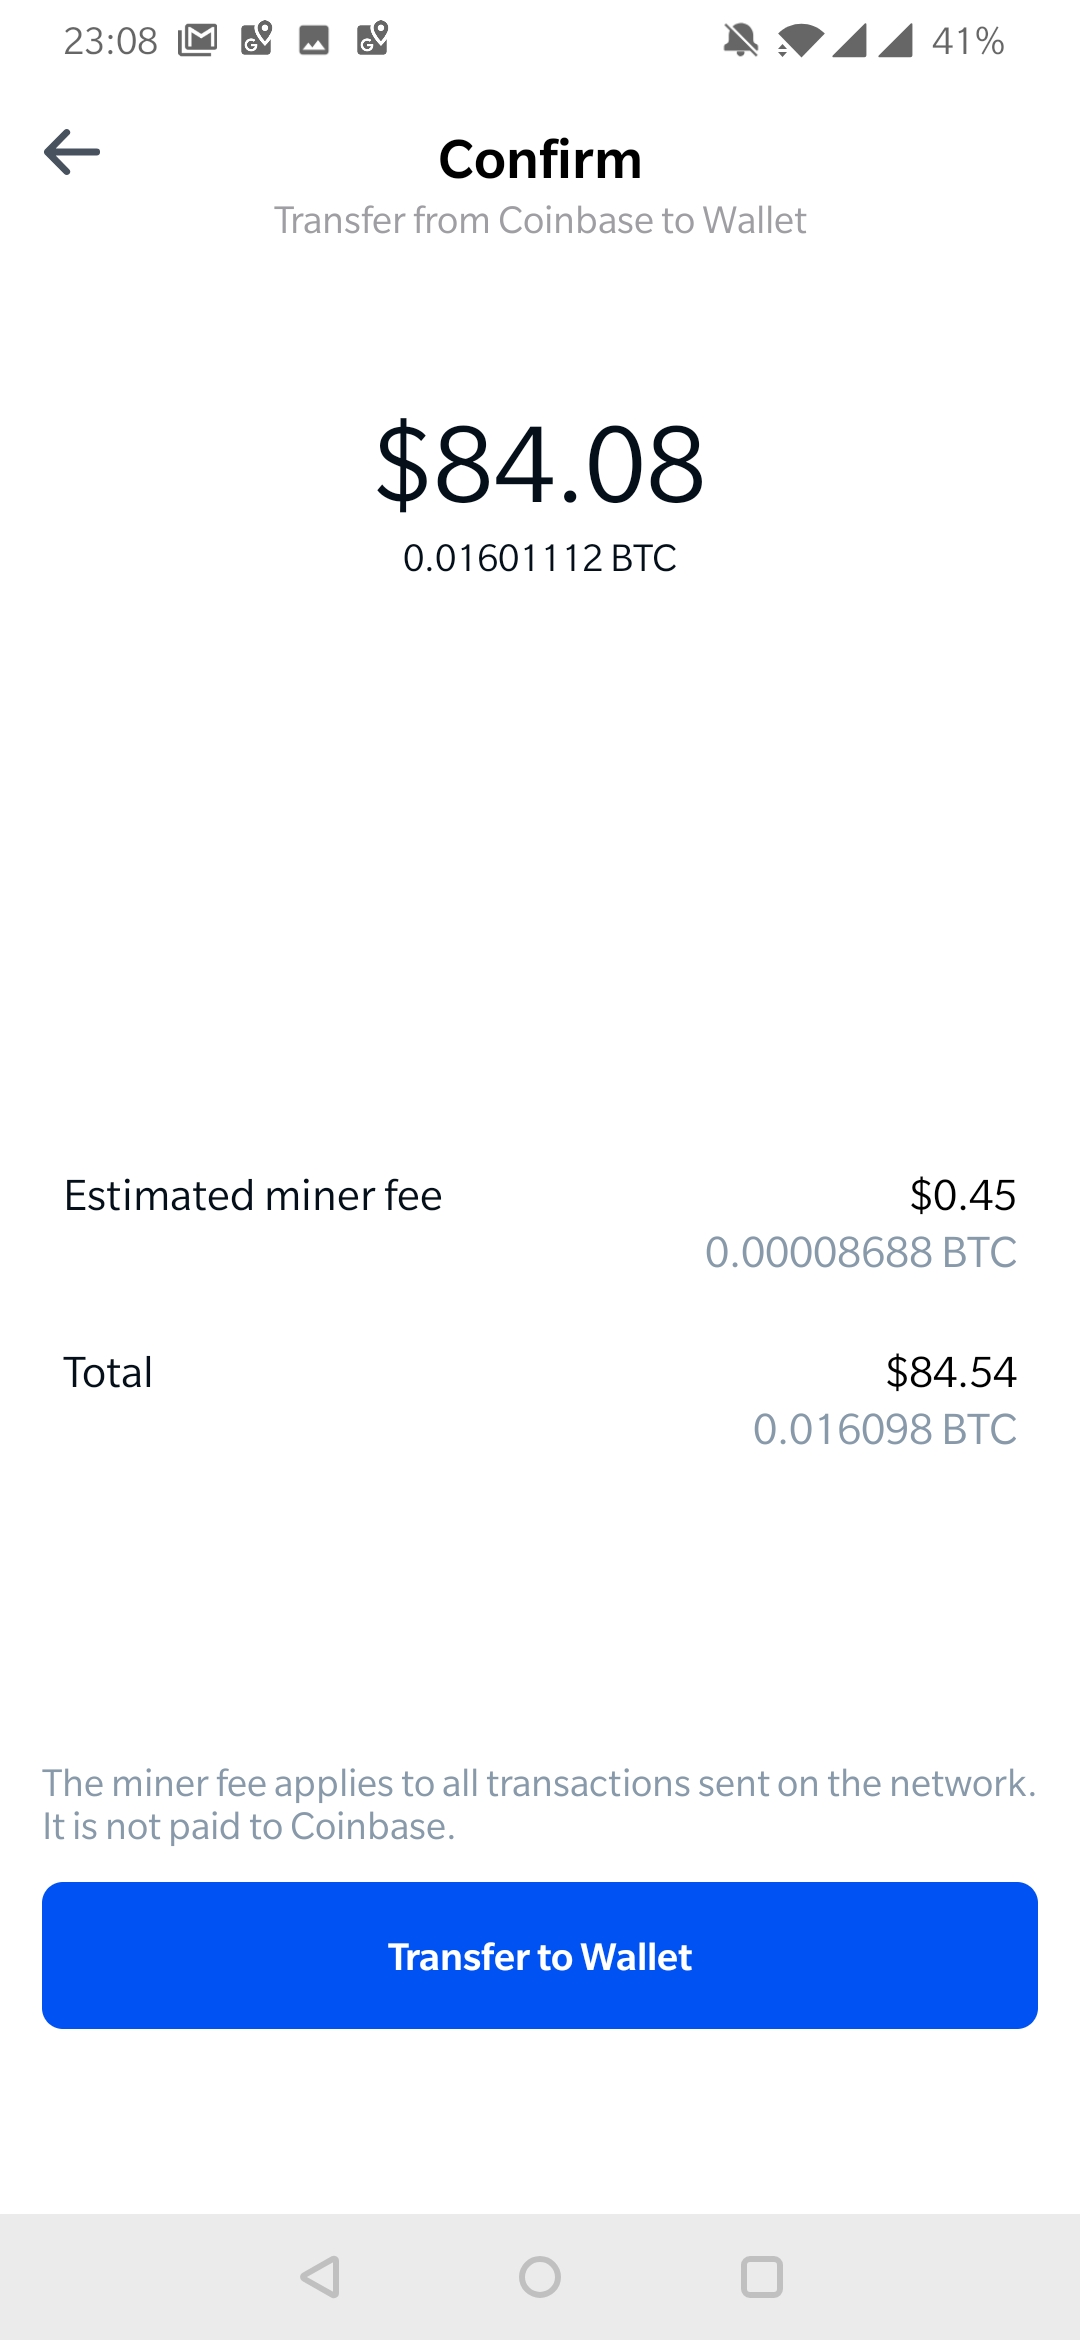 23:08 41%
Confirm
Transfer from Coinbase to Wallet
$84.08
0.01601112 BTC
Estimated miner fee $0.45
0.00008688 BTC
Total $84.54
0.016098 BTC
The miner fee applies to all transactions sent on the network.
It is not paid to Coinbase.
Transfer to Wallet